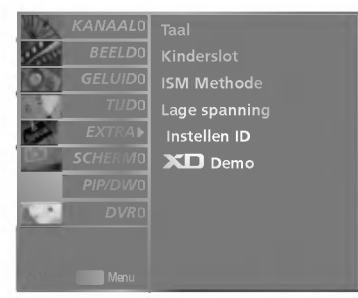 KANAAL
BEELD
GELUID
TIJD
EXTRA
SCHERM
PIP/DW
DVR
Taal
Kinderslot
ISM Methode
Lage spanning
Instellen ID
XD Demo
Menu